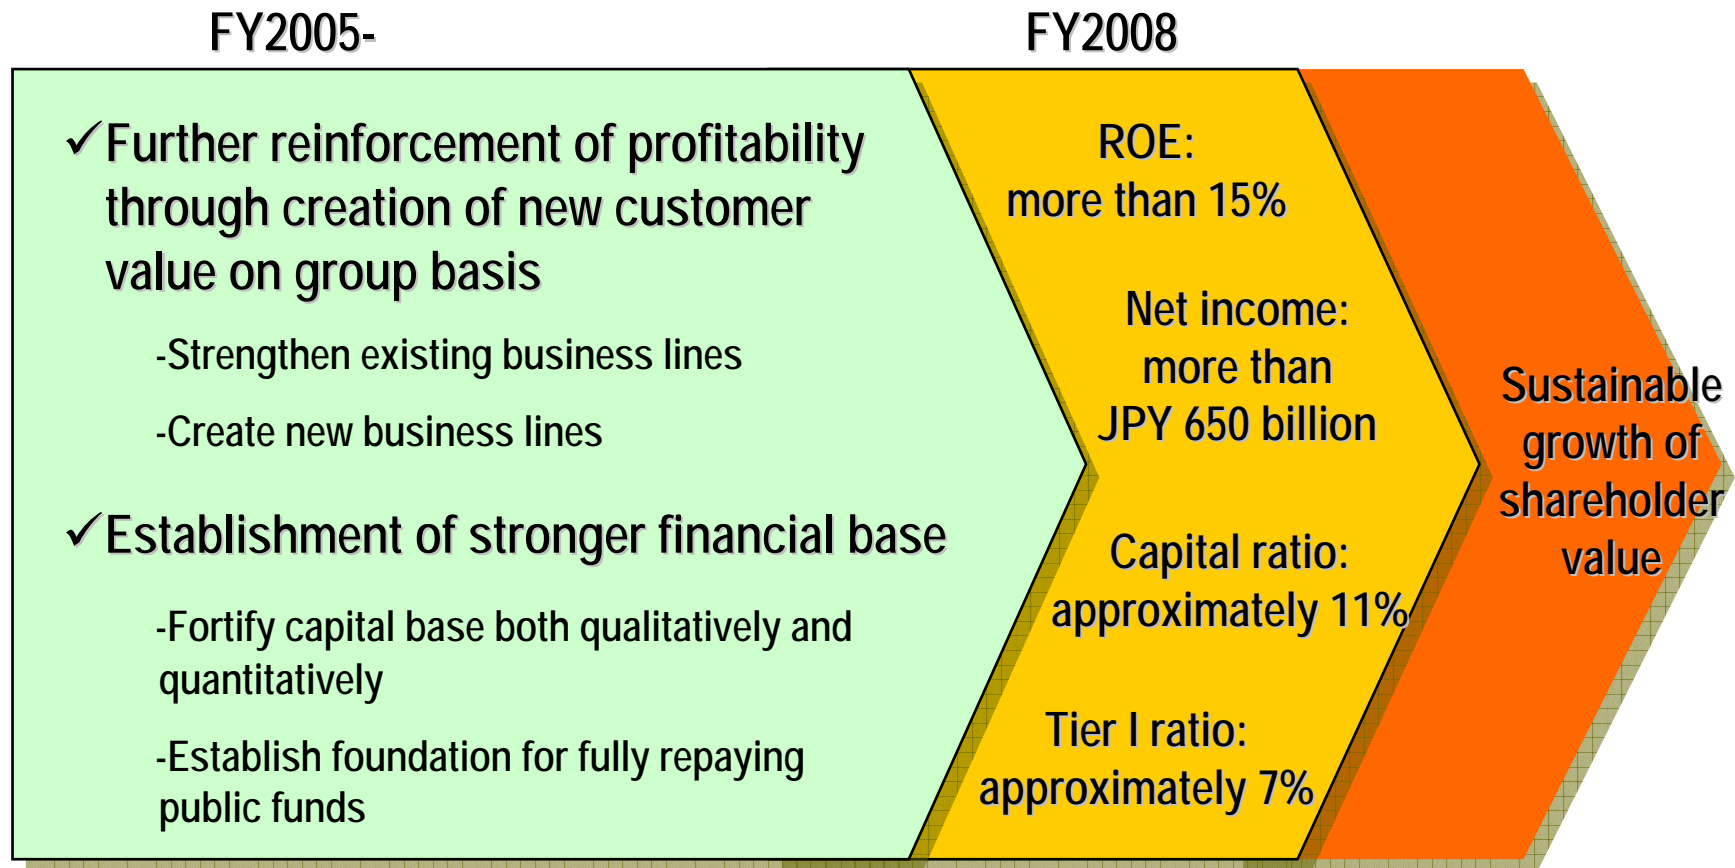 FY2005-
FY2008
✓Further reinforcement of profitability
through creation of new customer
value on group basis
-Strengthen existing business lines
-Create new business lines
✓Establishment of stronger financial base
-Fortify capital base both qualitatively and
quantitatively
-Establish foundation for fully repaying
public funds
ROE:
more than 15%
Net income:
more than
JPY 650 billion
Capital ratio:
approximately 11%
Tier I ratio:
approximately 7%
Sustainable
growth of
shareholder
value